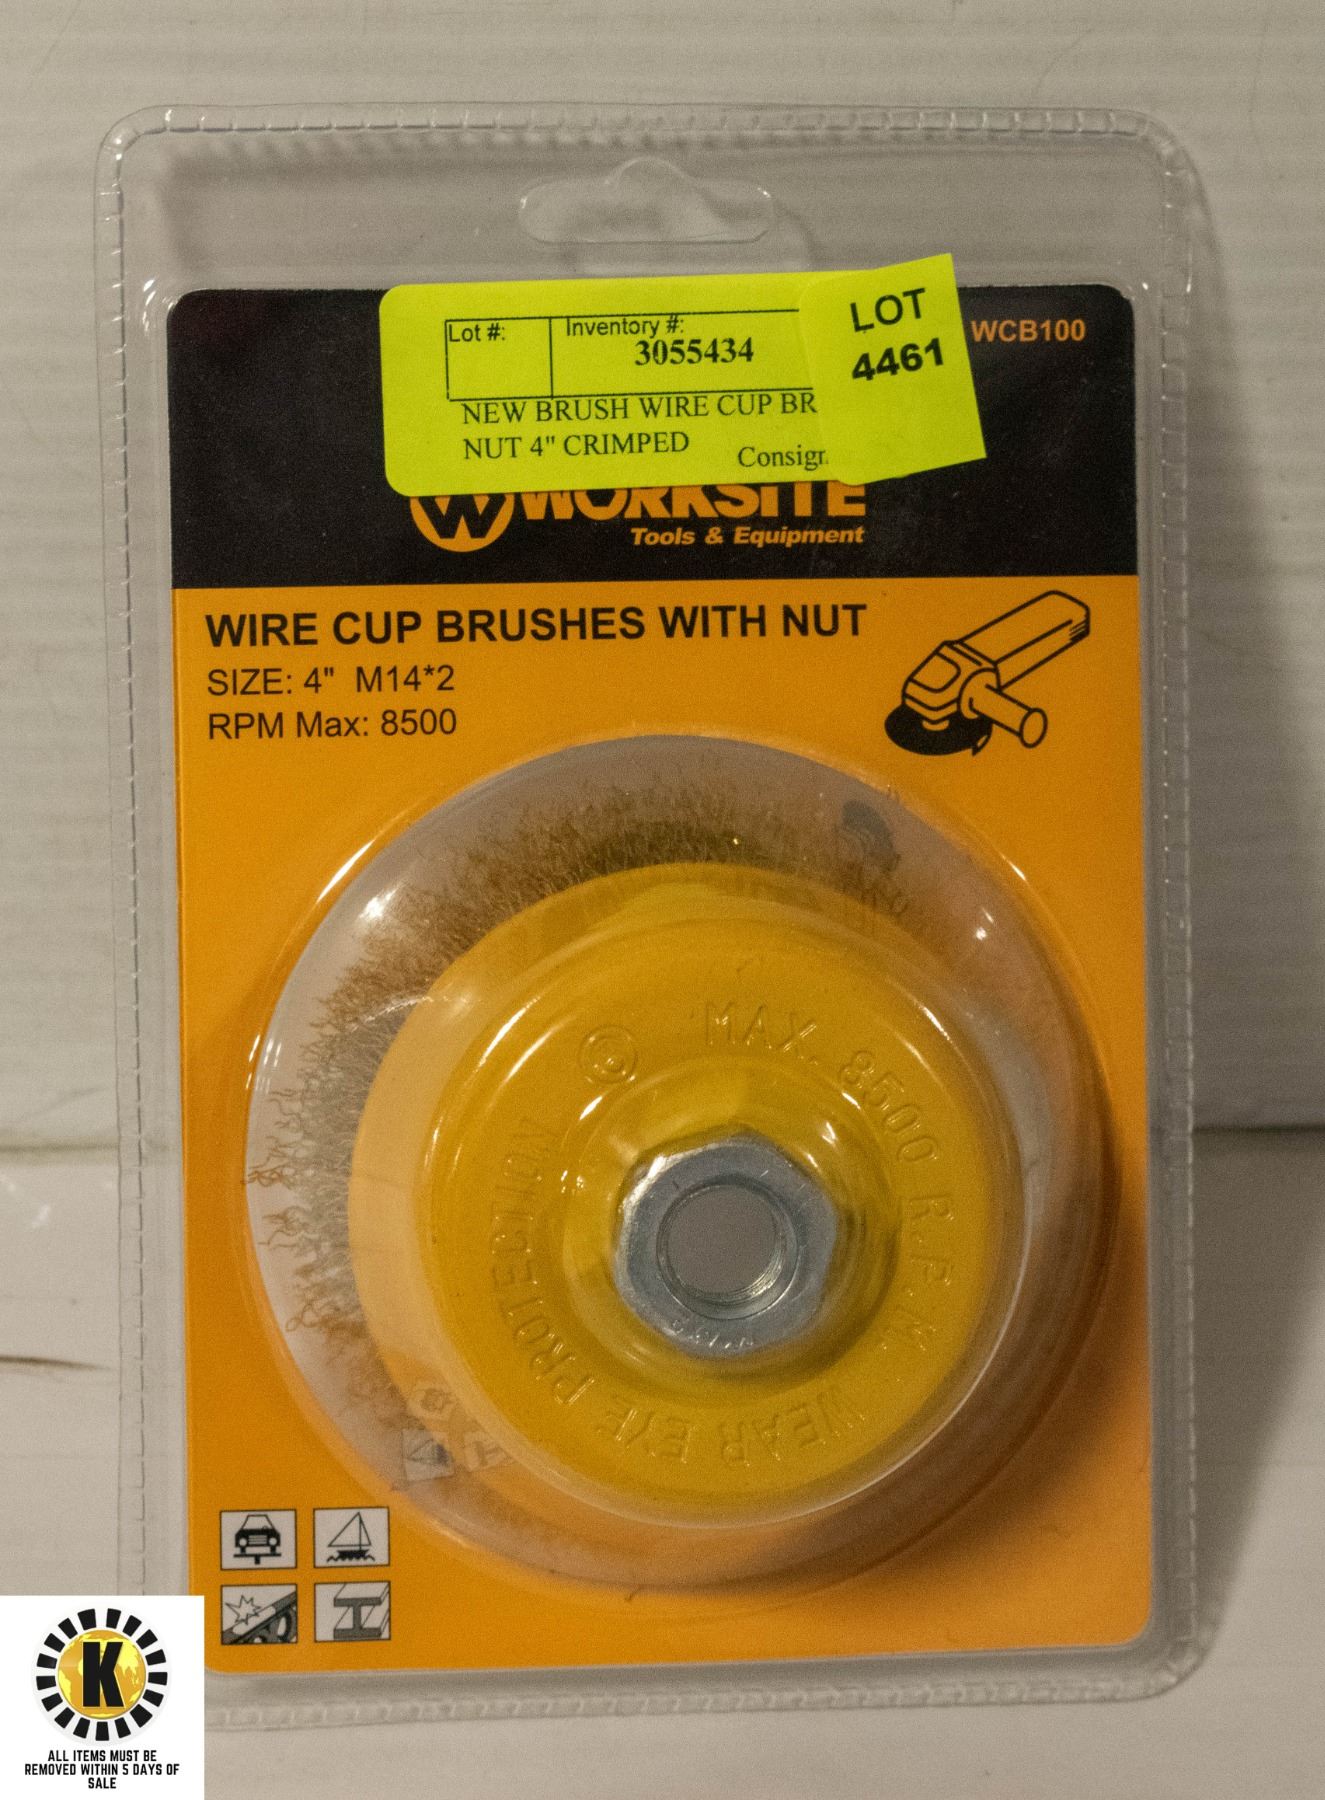 Lot #:
Inventory #:
3055434
NEW BRUSH WIRE CUP BR
NUT 4" CRIMPED
Consign
LOT
4461
WCB100
W WORKSITE
Tools & Equipment
WIRE CUP BRUSHES WITH NUT
SIZE: 4" M14*2
RPM Max: 8500
MAX. 8500 R.P.M.
WEAR EYE PROTECTION
©
K
ALL ITEMS MUST BE
REMOVED WITHIN 5 DAYS OF
SALE